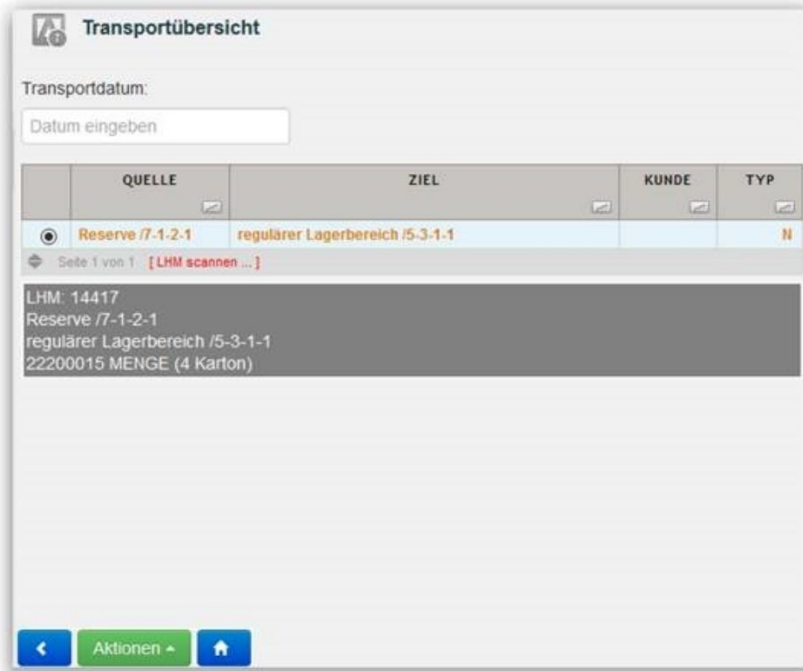 Transportübersicht
Transportdatum:
Datum eingeben
QUELLE ZIEL KUNDE TYP
Reserve /7-1-2-1 regulärer Lagerbereich /5-3-1-1 N
Seite 1 von 1 [ LHM scannen ... ]
LHM: 14417
Reserve /7-1-2-1
regulärer Lagerbereich /5-3-1-1
22200015 MENGE (4 Karton)
Aktionen